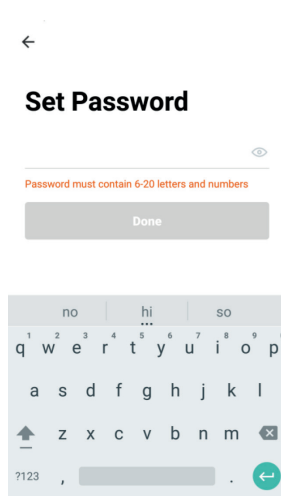 Set Password
Password must contain 6-20 letters and numbers
Done
no hi so
1 2 3 4 5 6 7 8 9
q w e r t y u i o p
a s d f g h j k l
z x c v b n m
?123 , .